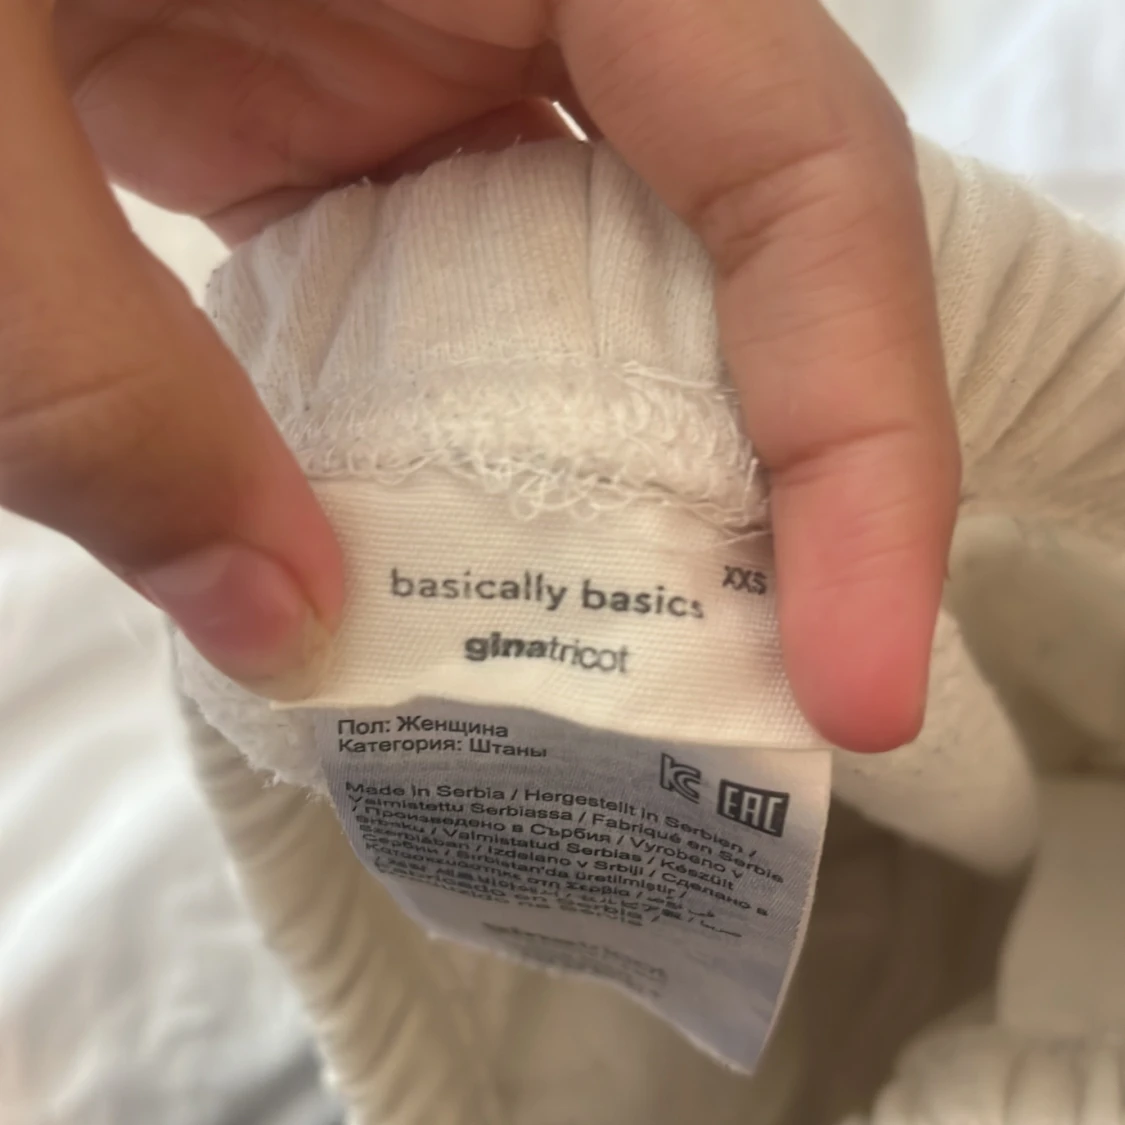 basically basics
XXS
ginatricot
Пол: Женщина
Категория: Штаны
EAC
Made in Serbia / Hergestellt in Serbien /
Valmistettu Serbiassa / Fabriqué en Serbie
/ Произведено в Сърбия / Vyrobeno v
Srbsku / Valmistatud Serbias / Készült
Szerbiában / Izdelano v Srbiji / Сделано в
Сербии / Sırbistan'da üretilmiştir /